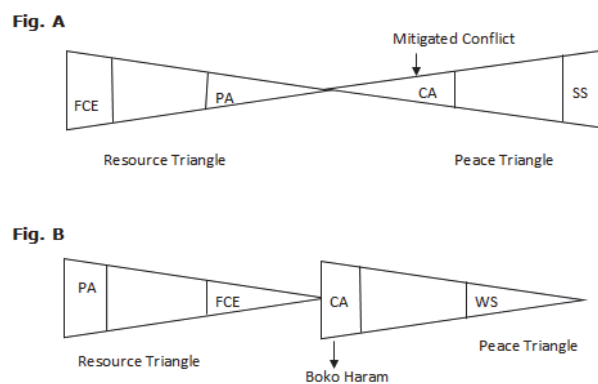 Fig. A
Mitigated Conflict
FCE
PA
CA
SS
Resource Triangle
Peace Triangle
Fig. B
PA
FCE
CA
WS
Resource Triangle
Peace Triangle
Boko Haram